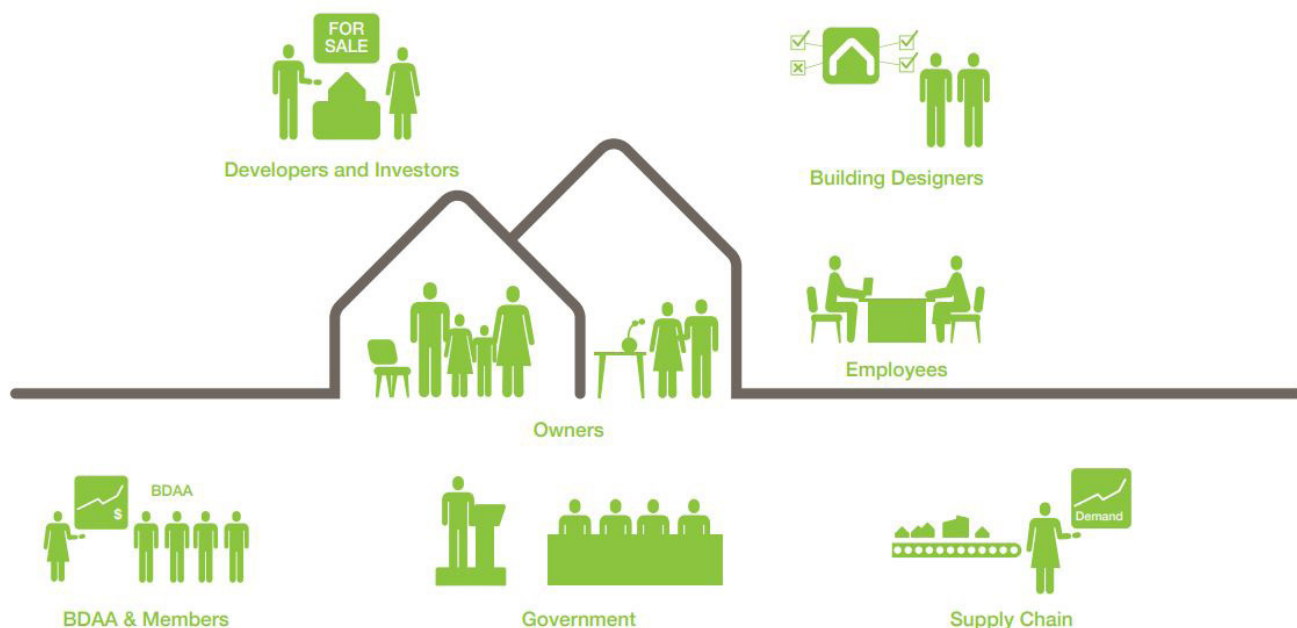 FOR
SALE
Developers and Investors
Building Designers
Employees
Owners
$
BDAA
BDAA & Members
Government
Demand
Supply Chain